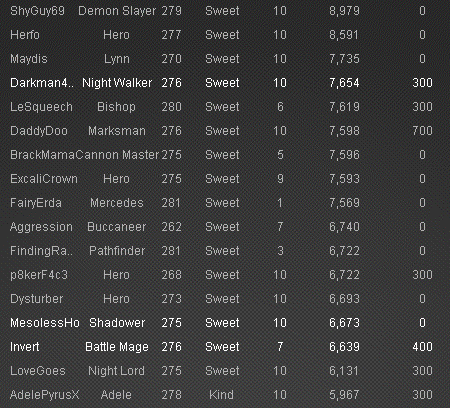 ShyGuy69 Demon Slayer 279 Sweet 10 8,979 0
Herfo Hero 277 Sweet 10 8,591 0
Maydis Lynn 270 Sweet 10 7,735 0
Darkman4.. Night Walker 276 Sweet 10 7,654 300
LeSqueech Bishop 280 Sweet 6 7,619 300
DaddyDoo Marksman 276 Sweet 10 7,598 700
BrackMama Cannon Master 275 Sweet 5 7,596 0
ExcaliCrown Hero 275 Sweet 9 7,593 0
FairyErda Mercedes 281 Sweet 1 7,569 0
Aggression Buccaneer 262 Sweet 7 6,740 0
FindingRa.. Pathfinder 281 Sweet 3 6,722 0
p8kerF4c3 Hero 268 Sweet 10 6,722 300
Dysturber Hero 273 Sweet 10 6,693 0
MesolessHo Shadower 275 Sweet 10 6,673 0
Invert Battle Mage 276 Sweet 7 6,639 400
LoveGoes Night Lord 275 Sweet 10 6,131 300
AdelePyrusX Adele 278 Kind 10 5,967 300